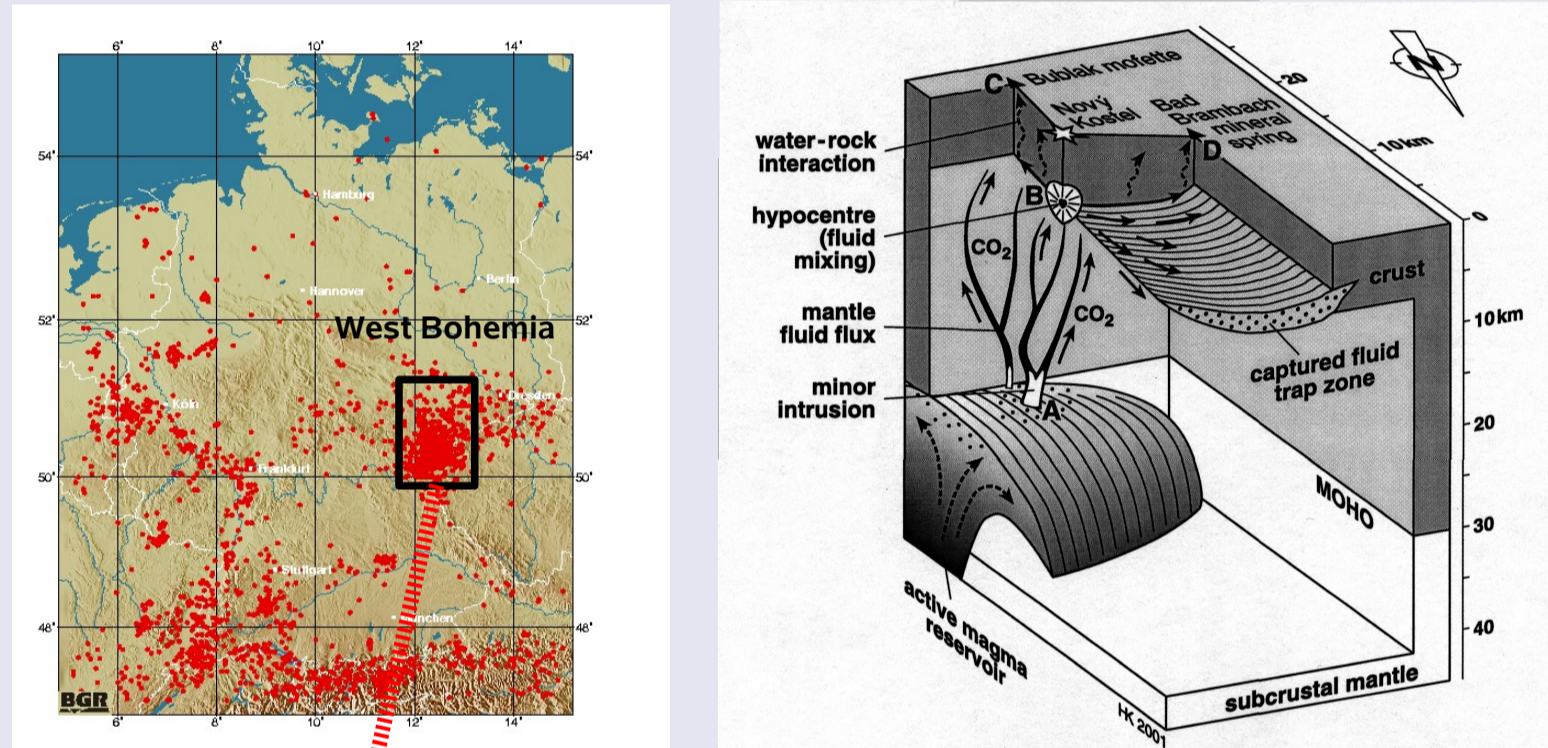 6° 8° 10° 12° 14°
54° 54°
Hamburg
Berlin
Hannover
52° 52°
West Bohemia
Köln
Dresden
Frankfurt
50° 50°
Stuttgart
München
48° 48°
BGR
6° 8° 10° 12° 14°
C Bublak mofette
Nový
Kostel
Bad
Brambach
mineral
spring
D
N
20
10km
0
water-rock
interaction
B
hypocentre
(fluid
mixing)
CO2
mantle
fluid flux
CO2
minor
intrusion
A
crust
captured fluid
trap zone
10km
20
MOHO
30
40
active magma
reservoir
subcrustal mantle
HK 2001